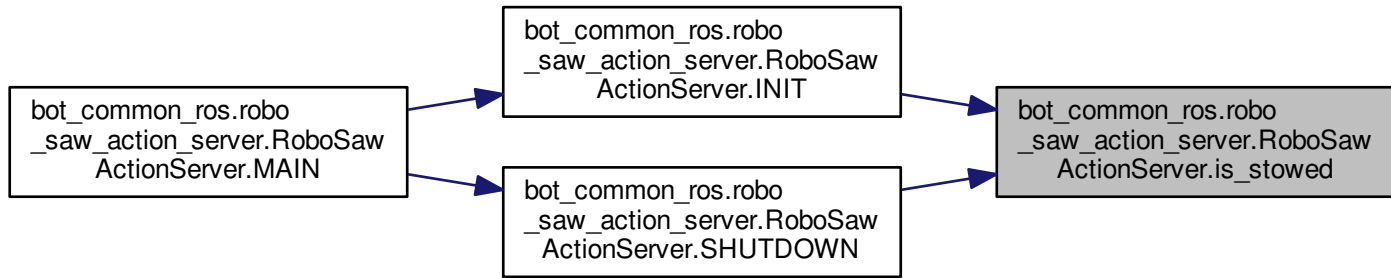 bot_common_ros.robo
_saw_action_server.RoboSaw
ActionServer.MAIN
bot_common_ros.robo
_saw_action_server.RoboSaw
ActionServer.INIT
bot_common_ros.robo
_saw_action_server.RoboSaw
ActionServer.SHUTDOWN
bot_common_ros.robo
_saw_action_server.RoboSaw
ActionServer.is_stowed